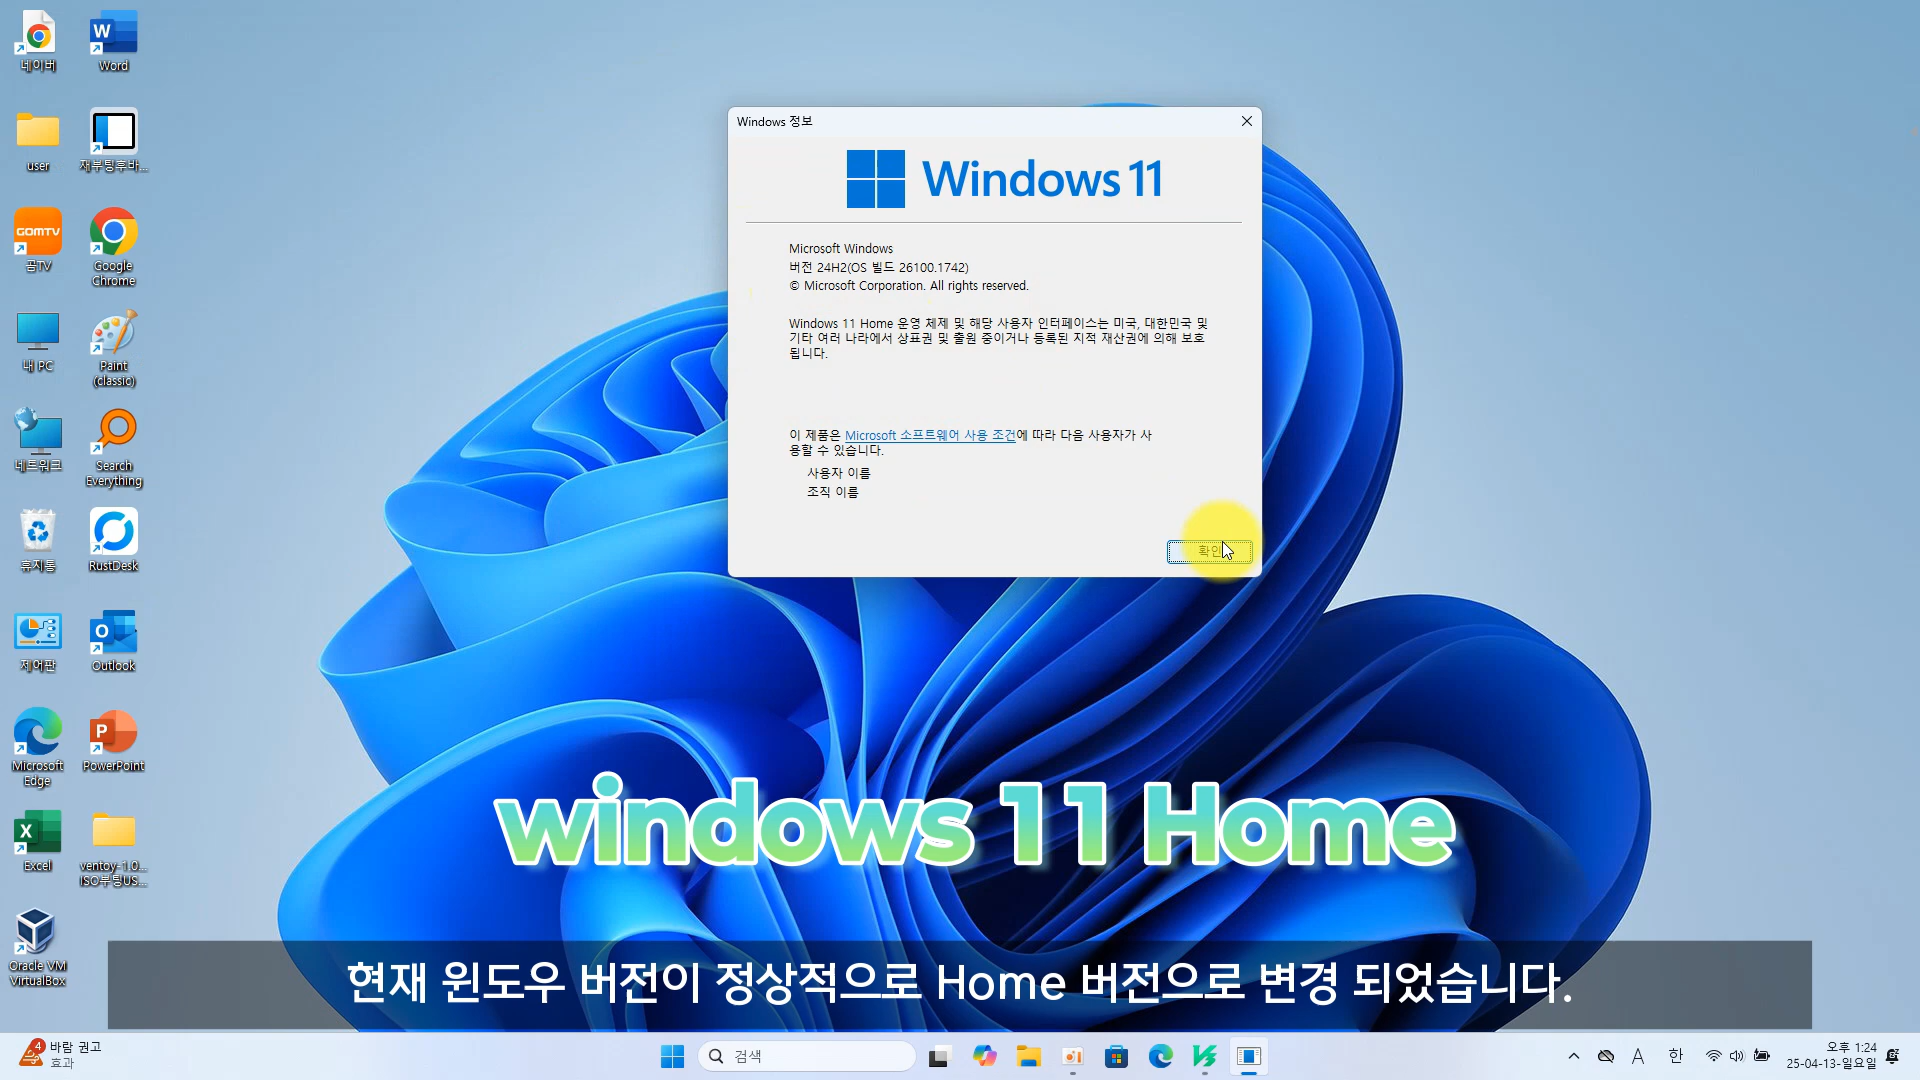 네이버
Word
user
재부팅후바...
GOMTV
곰TV
Google
Chrome
내 PC
Paint
(classic)
네트워크
Search
Everything
휴지통
RustDesk
제어판
Outlook
Microsoft
Edge
PowerPoint
Excel
ventoy-1.0...
ISO부팅US...
Oracle VM
VirtualBox
Windows 정보
Windows 11
Microsoft Windows
버전 24H2(OS 빌드 26100.1742)
© Microsoft Corporation. All rights reserved.
Windows 11 Home 운영 체제 및 해당 사용자 인터페이스는 미국, 대한민국 및
기타 여러 나라에서 상표권 및 출원 중이거나 등록된 지적 재산권에 의해 보호
됩니다.
이 제품은 Microsoft 소프트웨어 사용 조건에 따라 다음 사용자가 사
용할 수 있습니다.
사용자 이름
조직 이름
확인
windows 11 Home
현재 윈도우 버전이 정상적으로 Home 버전으로 변경 되었습니다.
4
바람 권고
효과
검색
A
한
오후 1:24
25-04-13-일요일